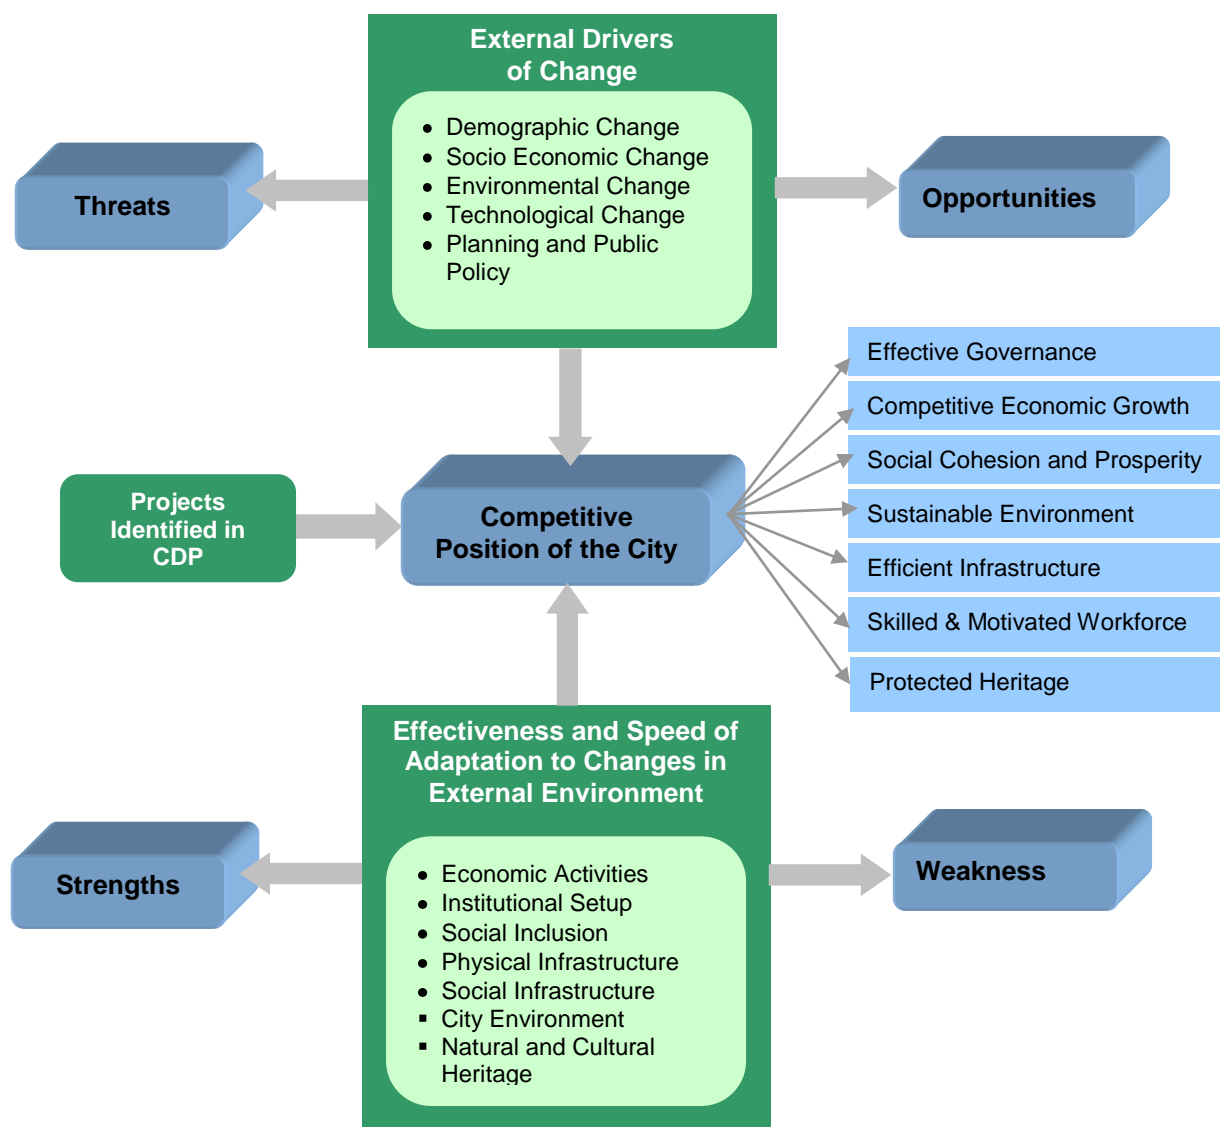 External Drivers
of Change
• Demographic Change
• Socio Economic Change
• Environmental Change
• Technological Change
• Planning and Public
Policy
Threats
Opportunities
Effective Governance
Competitive Economic Growth
Social Cohesion and Prosperity
Sustainable Environment
Efficient Infrastructure
Skilled & Motivated Workforce
Protected Heritage
Projects
Identified in
CDP
Competitive
Position of the City
Effectiveness and Speed of
Adaptation to Changes in
External Environment
• Economic Activities
• Institutional Setup
• Social Inclusion
• Physical Infrastructure
• Social Infrastructure
▪ City Environment
▪ Natural and Cultural
Heritage
Strengths
Weakness